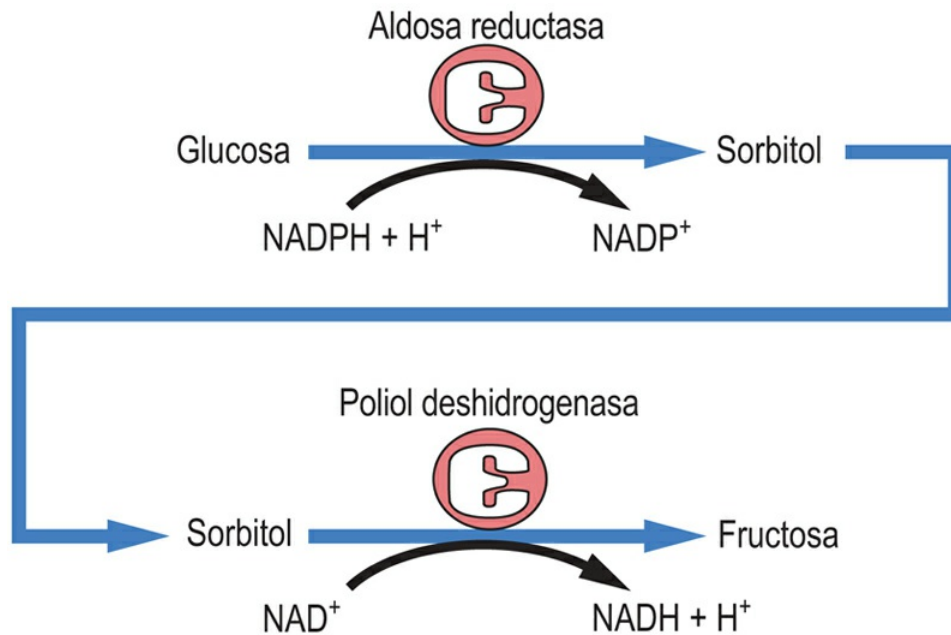 Aldosa reductasa
Glucosa Sorbitol
NADPH + H⁺ NADP⁺
Poliol deshidrogenasa
Sorbitol Fructosa
NAD⁺ NADH + H⁺